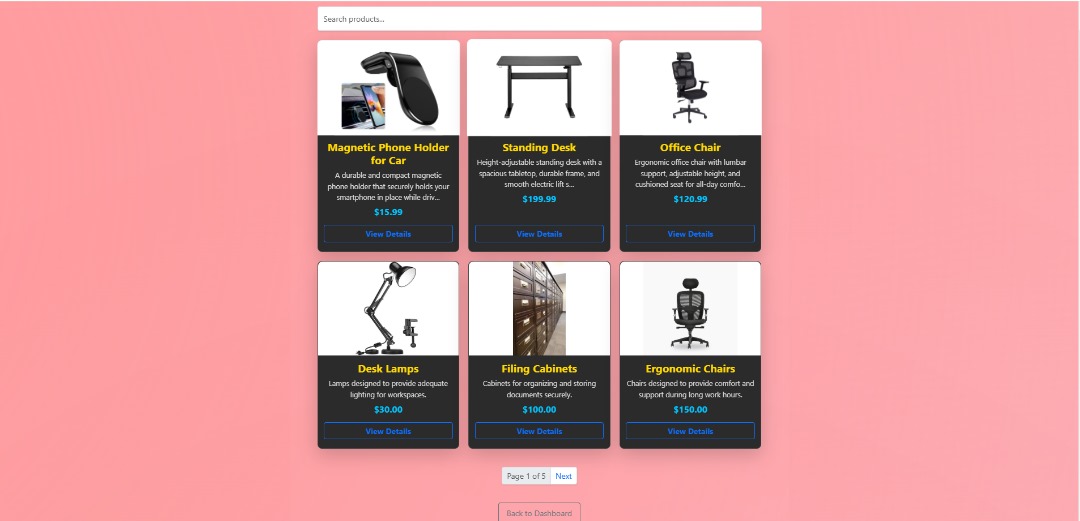 Search products...
Magnetic Phone Holder
for Car
A durable and compact magnetic
phone holder that securely holds your
smartphone in place while driv...
$15.99
View Details
Standing Desk
Height-adjustable standing desk with a
spacious tabletop, durable frame, and
smooth electric lift s...
$199.99
View Details
Office Chair
Ergonomic office chair with lumbar
support, adjustable height, and
cushioned seat for all-day comfo...
$120.99
View Details
Desk Lamps
Lamps designed to provide adequate
lighting for workspaces.
$30.00
View Details
Filing Cabinets
Cabinets for organizing and storing
documents securely.
$100.00
View Details
Ergonomic Chairs
Chairs designed to provide comfort and
support during long work hours.
$150.00
View Details
Page 1 of 5 Next
Back to Dashboard